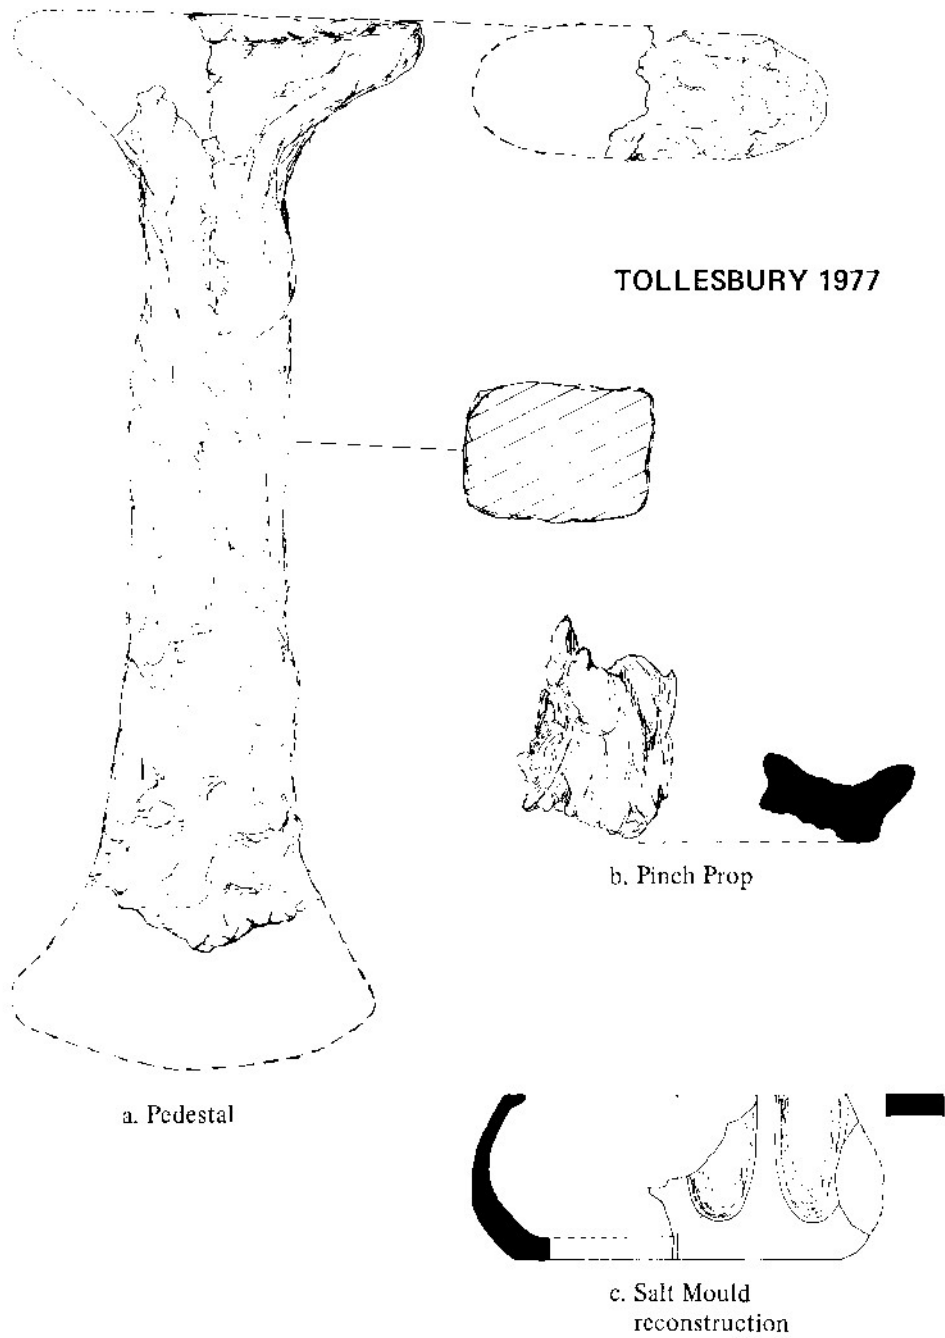 TOLLESBURY 1977
b. Pinch Prop
a. Pedestal
c. Salt Mould
reconstruction